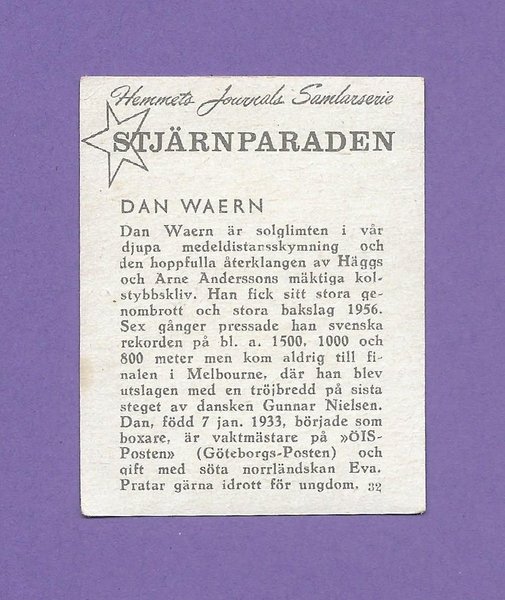 Hemmets Journals Samlarserie
STJÄRNPARADEN
DAN WAERN
Dan Waern är solglimten i vår
djupa medeldistansskymning och
den hoppfulla återklangen av Häggs
och Arne Anderssons mäktiga kol-
stybbskliv. Han fick sitt stora ge-
nombrott och stora bakslag 1956.
Sex gånger pressade han svenska
rekorden på bl. a. 1500, 1000 och
800 meter men kom aldrig till fi-
nalen i Melbourne, där han blev
utslagen med en tröjbredd på sista
steget av dansken Gunnar Nielsen.
Dan, född 7 jan. 1933, började som
boxare, är vaktmästare på »ÖIS-
Posten» (Göteborgs-Posten) och
gift med söta norrländskan Eva.
Pratar gärna idrott för ungdom. 32